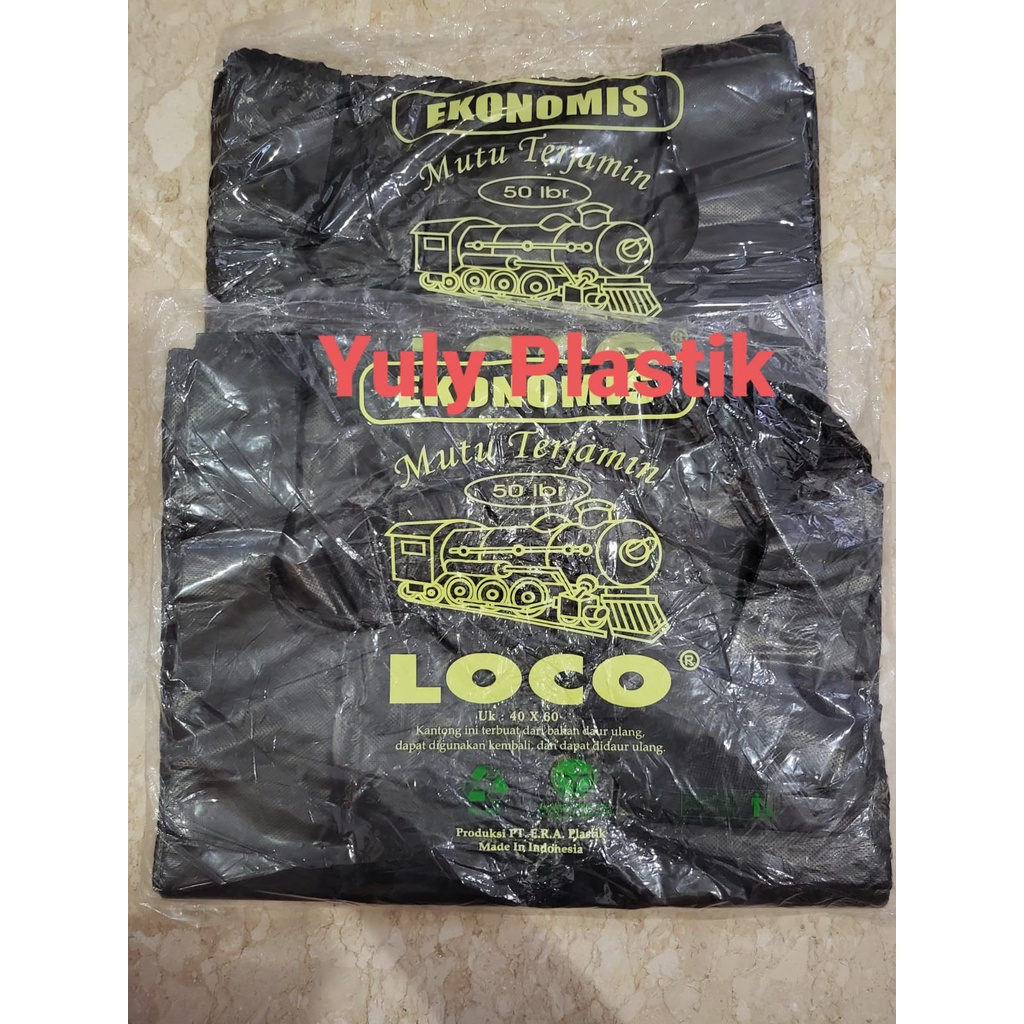 EKONOMIS
Mutu Terjamin
50 lbr
LOCO®
Yuly Plastik
EKONOMIS
Mutu Terjamin
50 lbr
LOCO®
Uk : 40 X 60
Kantong ini terbuat dari bahan daur ulang,
dapat digunakan kembali, dan dapat didaur ulang.
Produksi PT. E.R.A. Plastik
Made In Indonesia